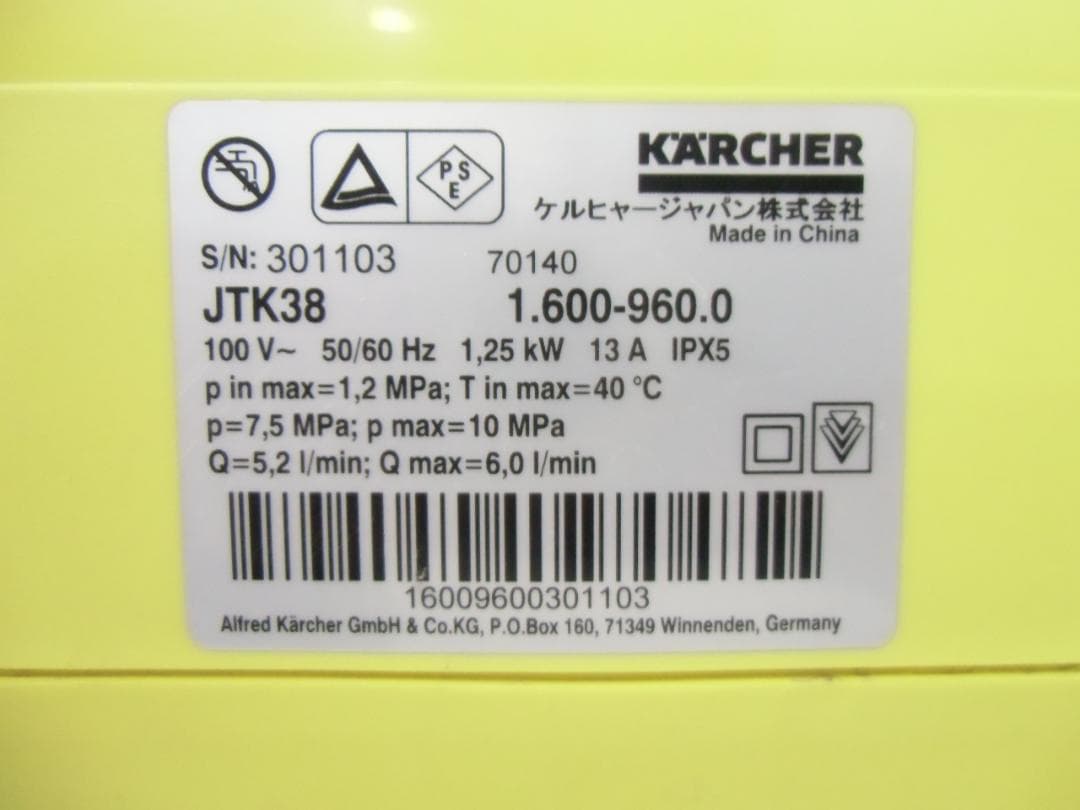 PSE
KÄRCHER
ケルヒャージャパン株式会社
Made in China
S/N: 301103 70140
JTK38 1.600-960.0
100 V~ 50/60 Hz 1,25 kW 13 A IPX5
p in max=1,2 MPa; T in max=40 °C
p=7,5 MPa; p max=10 MPa
Q=5,2 l/min; Q max=6,0 l/min
16009600301103
Alfred Kärcher GmbH & Co.KG, P.O.Box 160, 71349 Winnenden, Germany